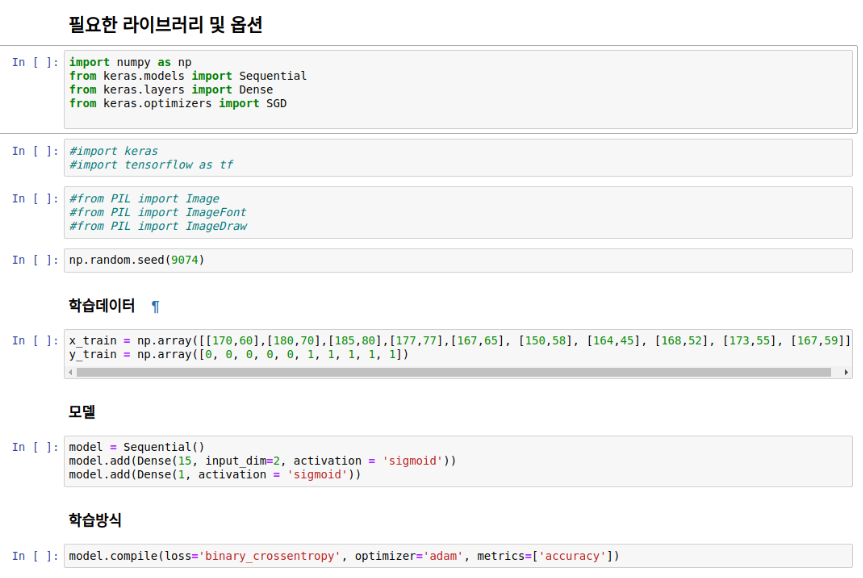 필요한 라이브러리 및 옵션
In [ ]: import numpy as np
from keras.models import Sequential
from keras.layers import Dense
from keras.optimizers import SGD
In [ ]: #import keras
#import tensorflow as tf
In [ ]: #from PIL import Image
#from PIL import ImageFont
#from PIL import ImageDraw
In [ ]: np.random.seed(9074)
학습데이터 ¶
In [ ]: x_train = np.array([[170,60],[180,70],[185,80],[177,77],[167,65], [150,58], [164,45], [168,52], [173,55], [167,59]]
y_train = np.array([0, 0, 0, 0, 0, 1, 1, 1, 1, 1])
모델
In [ ]: model = Sequential()
model.add(Dense(15, input_dim=2, activation = 'sigmoid'))
model.add(Dense(1, activation = 'sigmoid'))
학습방식
In [ ]: model.compile(loss='binary_crossentropy', optimizer='adam', metrics=['accuracy'])